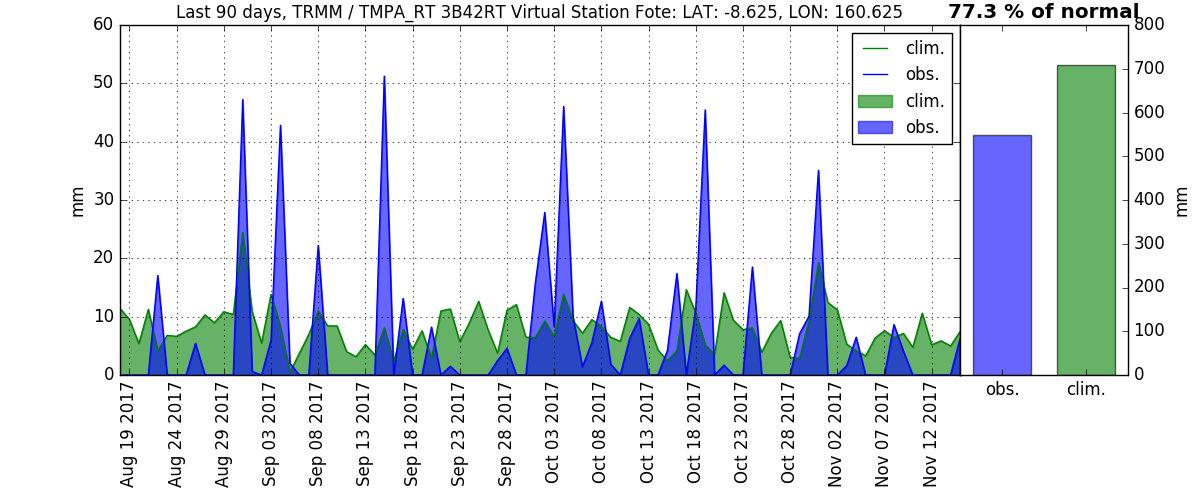 Last 90 days, TRMM / TMPA_RT 3B42RT Virtual Station Fote: LAT: -8.625, LON: 160.625
77.3 % of normal
60
50
40
30
20
10
0
mm
clim.
obs.
clim.
obs.
800
700
600
500
400
300
200
100
0
mm
Aug 19 2017
Aug 24 2017
Aug 29 2017
Sep 03 2017
Sep 08 2017
Sep 13 2017
Sep 18 2017
Sep 23 2017
Sep 28 2017
Oct 03 2017
Oct 08 2017
Oct 13 2017
Oct 18 2017
Oct 23 2017
Oct 28 2017
Nov 02 2017
Nov 07 2017
Nov 12 2017
obs.
clim.